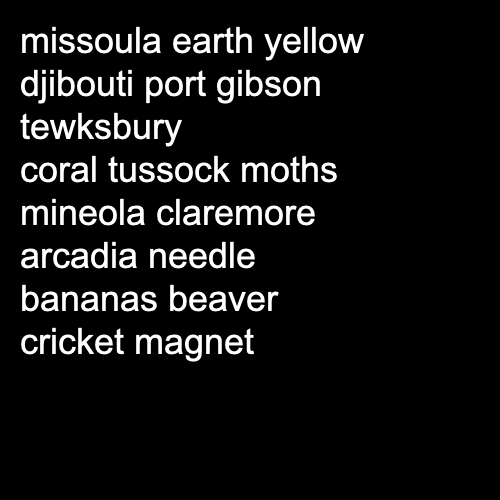 missoula earth yellow
djibouti port gibson
tewksbury
coral tussock moths
mineola claremore
arcadia needle
bananas beaver
cricket magnet